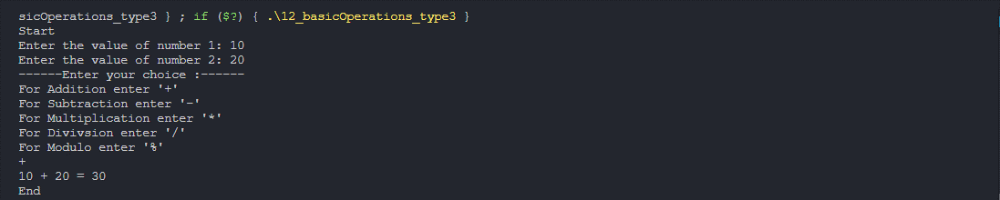 sicOperations_type3 } ; if ($?) { .\12_basicOperations_type3 }
Start
Enter the value of number 1: 10
Enter the value of number 2: 20
------Enter your choice :------
For Addition enter '+'
For Subtraction enter '-'
For Multiplication enter '*'
For Divivsion enter '/'
For Modulo enter '%'
+
10 + 20 = 30
End